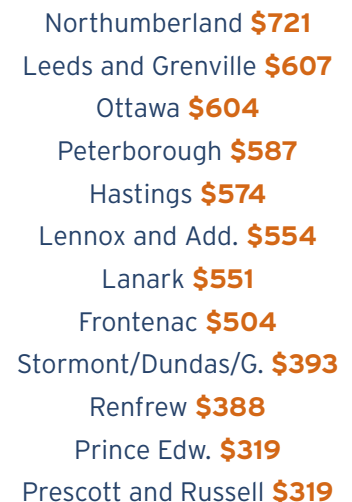 Northumberland $721
Leeds and Grenville $607
Ottawa $604
Peterborough $587
Hastings $574
Lennox and Add. $554
Lanark $551
Frontenac $504
Stormont/Dundas/G. $393
Renfrew $388
Prince Edw. $319
Prescott and Russell $319